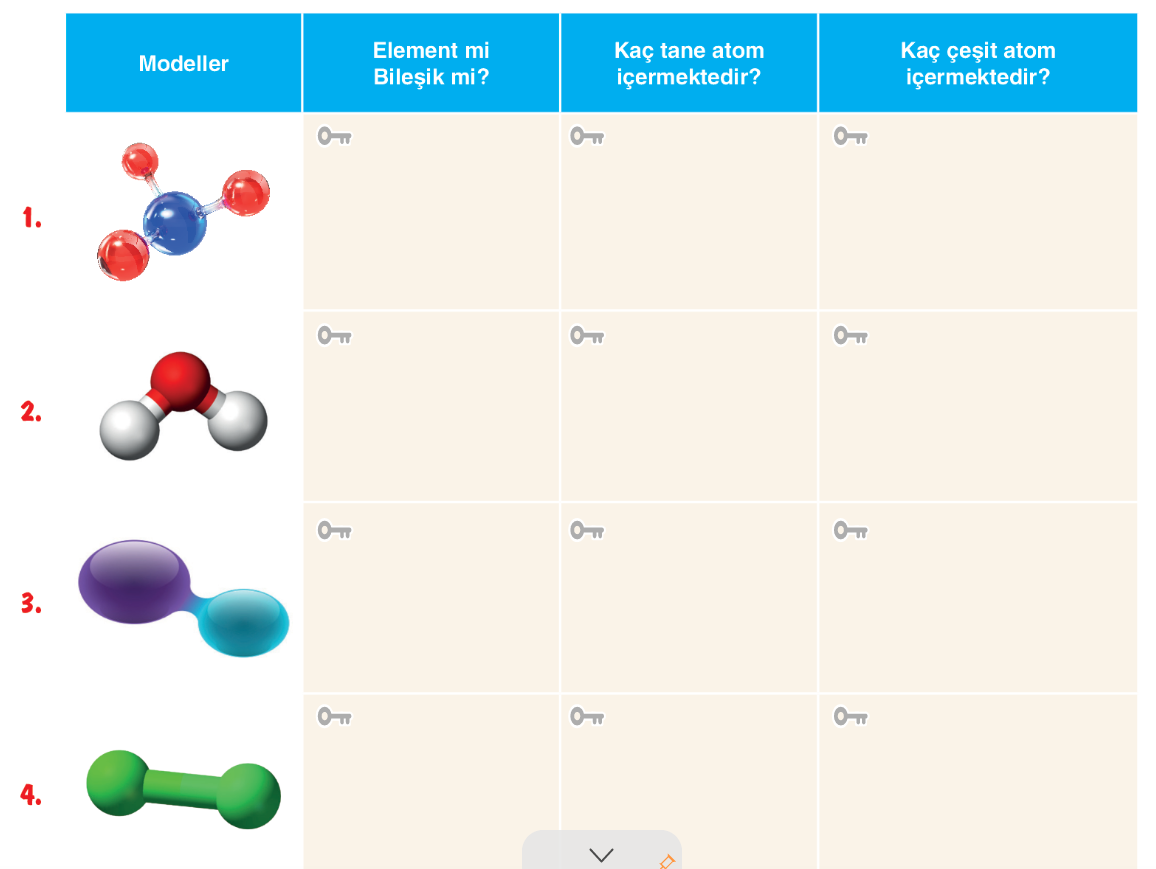 Modeller
Element mi
Bileşik mi?
Kaç tane atom
içermektedir?
Kaç çeşit atom
içermektedir?
1.
2.
3.
4.